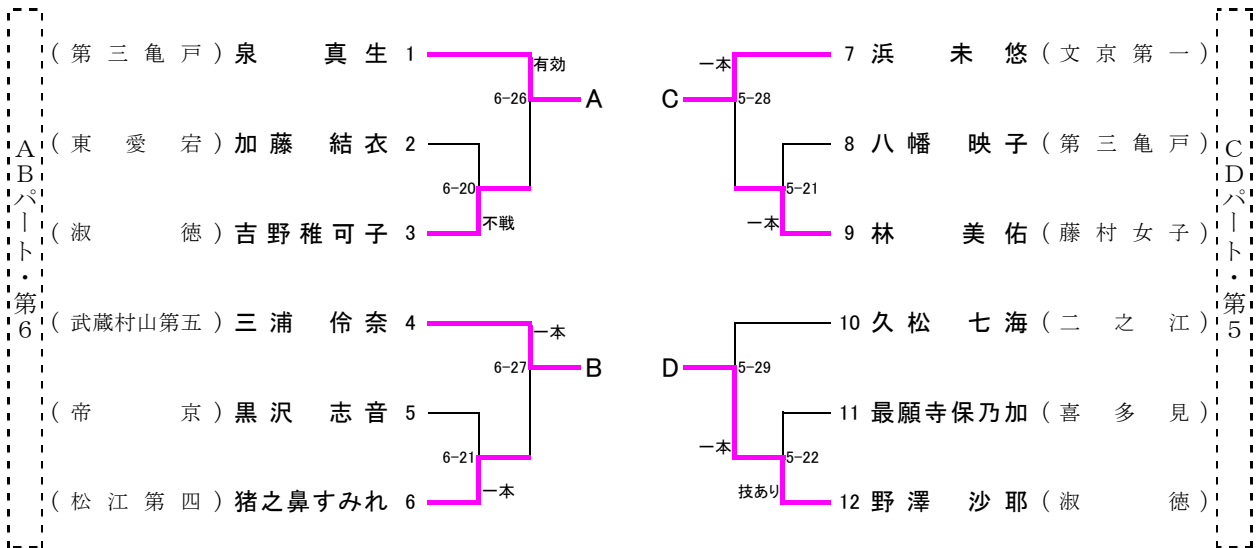 ABパート・第6
(第三亀戸) 泉 真生 1
有効
6-26
A
(東愛宕) 加藤 結衣 2
6-20
不戦
(淑徳) 吉野稚可子 3
(武蔵村山第五) 三浦 伶奈 4
一本
6-27
B
(帝京) 黒沢 志音 5
6-21
一本
(松江第四) 猪之鼻すみれ 6
7 浜 未悠 (文京第一)
一本
C
5-28
8 八幡 映子 (第三亀戸)
5-21
一本
9 林 美佑 (藤村女子)
10 久松 七海 (二之江)
D
5-29
11 最願寺保乃加 (喜多見)
一本
5-22
技あり
12 野澤 沙耶 (淑徳)
CDパート・第5